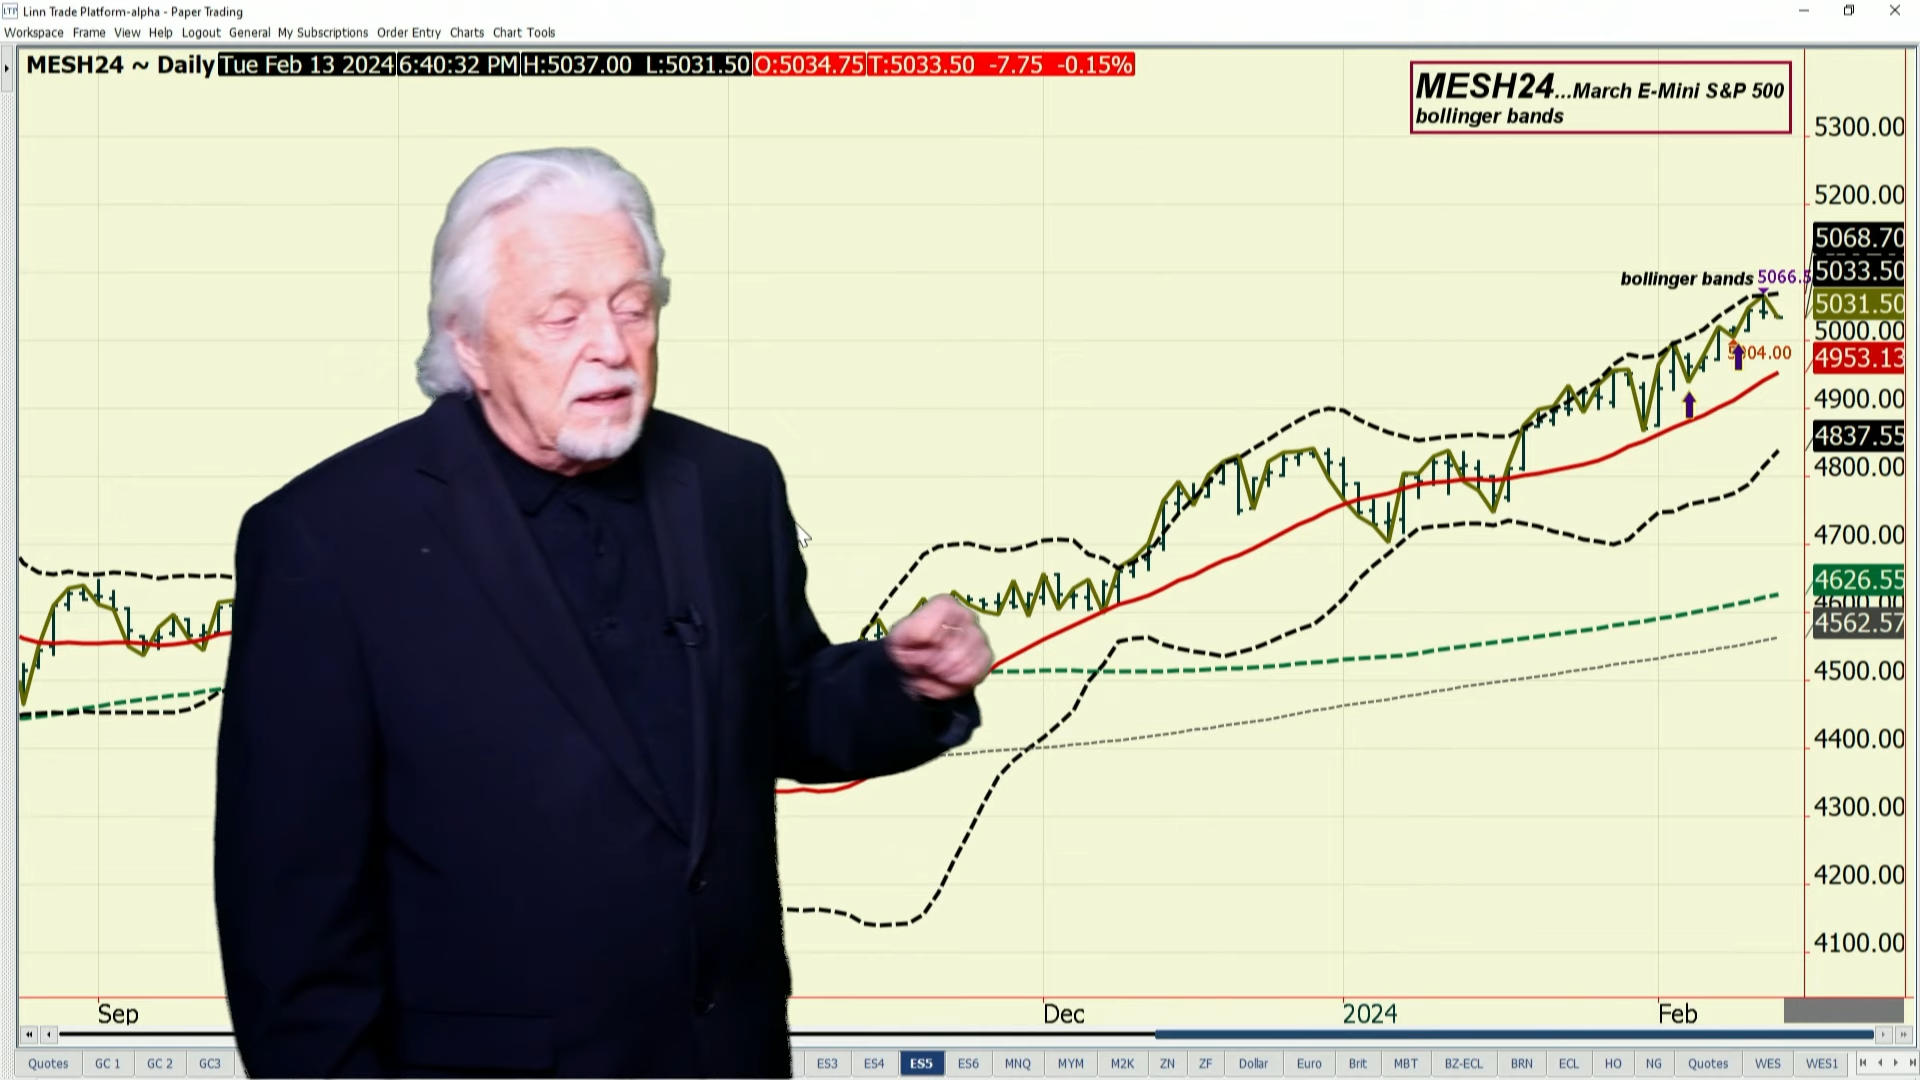 LTP Linn Trade Platform-alpha - Paper Trading
Workspace Frame View Help Logout General My Subscriptions Order Entry Charts Chart Tools
MESH24 ~ Daily Tue Feb 13 2024 6:40:32 PM H:5037.00 L:5031.50 O:5034.75 T:5033.50 -7.75 -0.15%
MESH24...March E-Mini S&P 500
bollinger bands
5300.00
5200.00
5068.70
bollinger bands 5066.5
5033.50
5031.50
5000.00
5004.00
4953.13
4900.00
4837.55
4800.00
4700.00
4626.55
4600.00
4562.57
4500.00
4400.00
4300.00
4200.00
4100.00
Sep Dec 2024 Feb
Quotes GC 1 GC 2 GC3 ES3 ES4 ES5 ES6 MNQ MYM M2K ZN ZF Dollar Euro Brit MBT BZ-ECL BRN ECL HO NG Quotes WES WES1